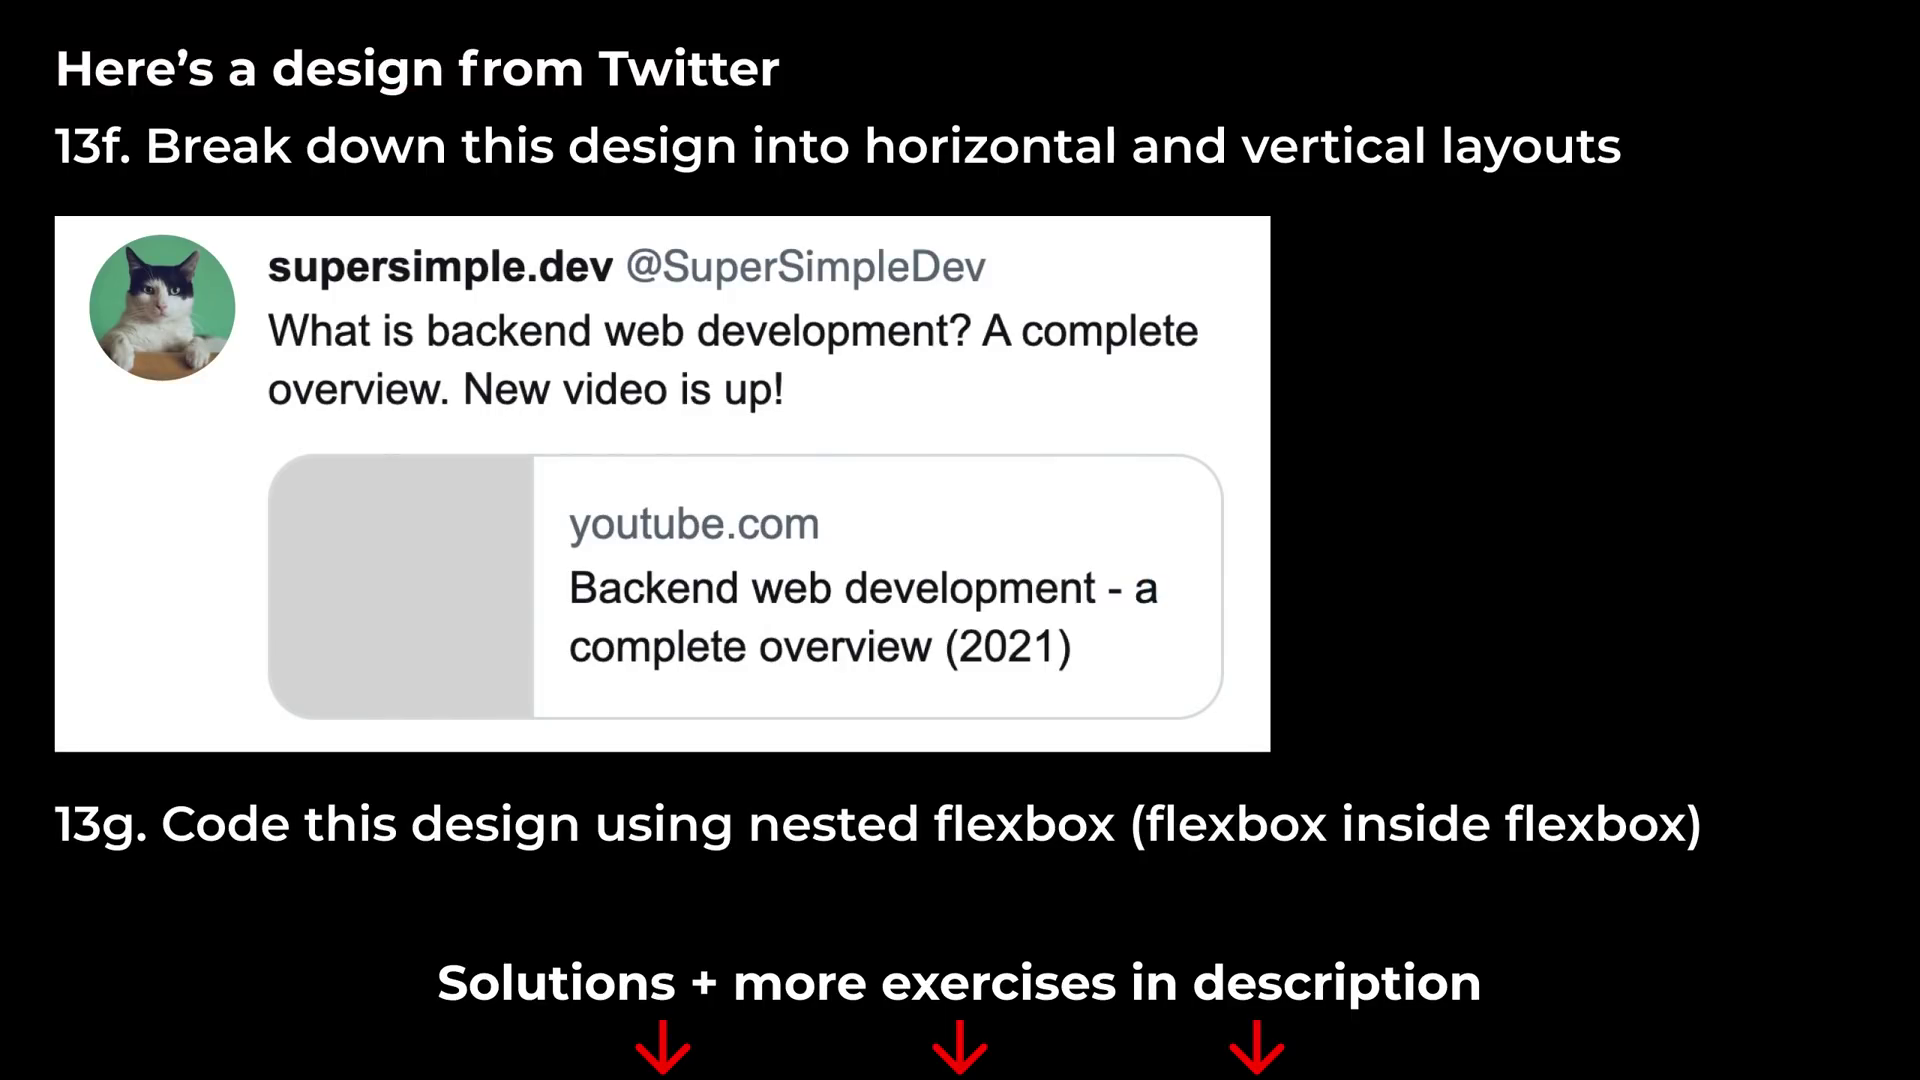 Here’s a design from Twitter
13f. Break down this design into horizontal and vertical layouts
supersimple.dev @SuperSimpleDev
What is backend web development? A complete
overview. New video is up!
youtube.com
Backend web development - a
complete overview (2021)
13g. Code this design using nested flexbox (flexbox inside flexbox)
Solutions + more exercises in description